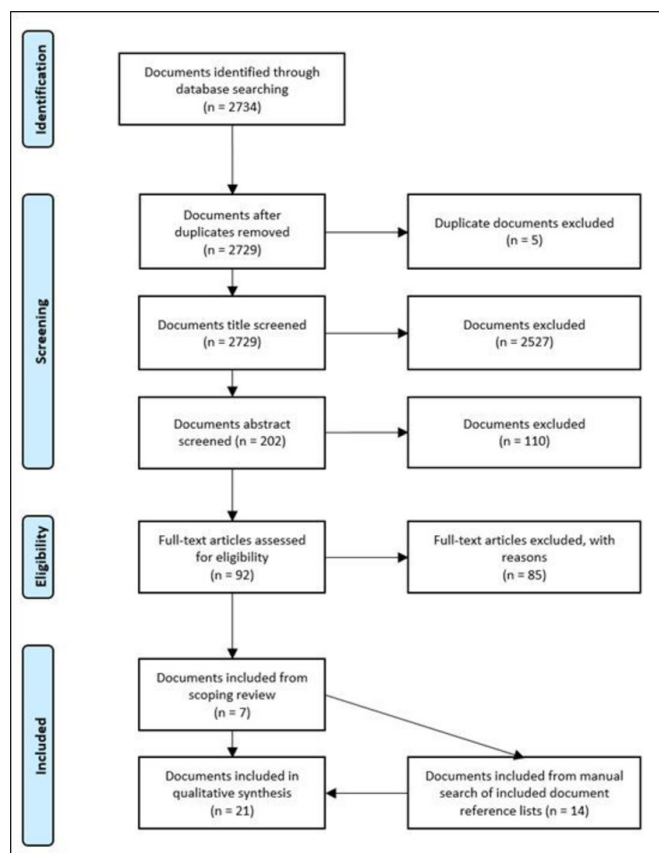 Identification
Documents identified through
database searching
(n = 2734)
Screening
Documents after
duplicates removed
(n = 2729)
Duplicate documents excluded
(n = 5)
Documents title screened
(n = 2729)
Documents excluded
(n = 2527)
Documents abstract
screened (n = 202)
Documents excluded
(n = 110)
Eligibility
Full-text articles assessed
for eligibility
(n = 92)
Full-text articles excluded, with
reasons
(n = 85)
Included
Documents included from
scoping review
(n = 7)
Documents included in
qualitative synthesis
(n = 21)
Documents included from manual
search of included document
reference lists (n = 14)